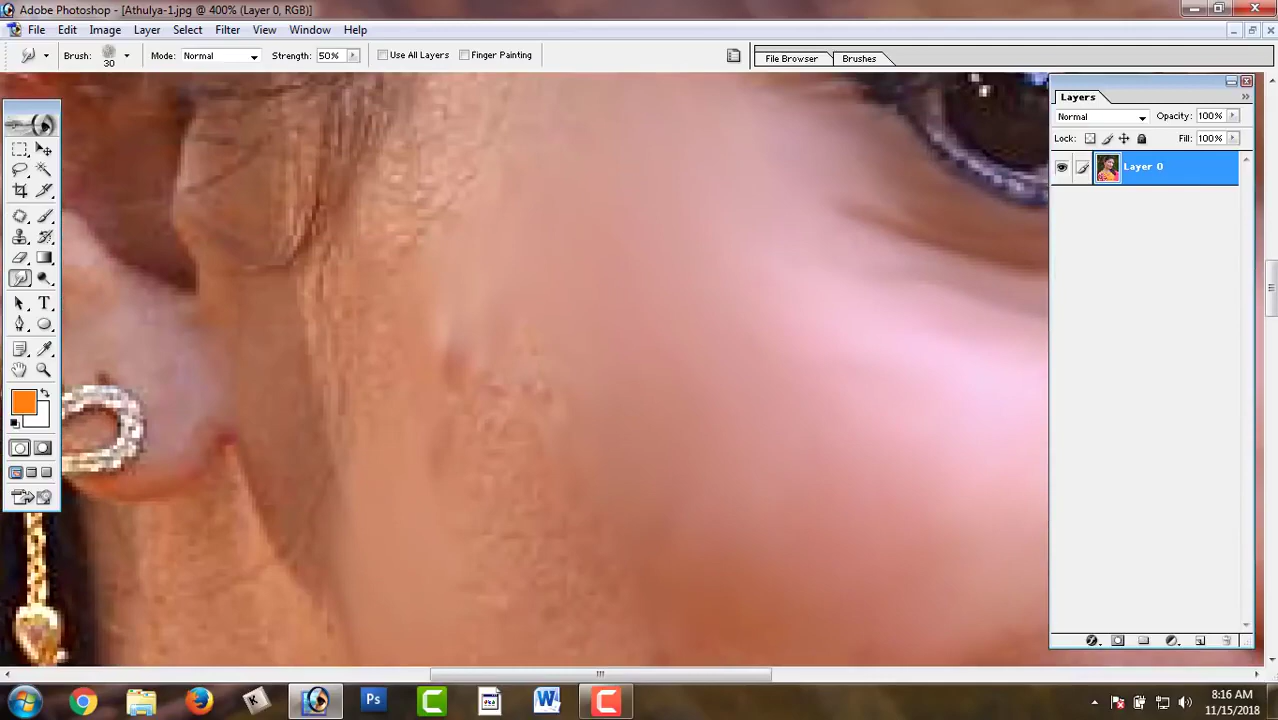 Adobe Photoshop - [Athulya-1.jpg @ 400% (Layer 0, RGB)]
File Edit Image Layer Select Filter View Window Help
Brush: 30 Mode: Normal Strength: 50% Use All Layers Finger Painting File Browser Brushes
Layers
Normal Opacity: 100%
Lock: Fill: 100%
Layer 0
T
Ps
W
8:16 AM
11/15/2018